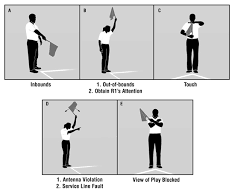 A
B
C
Inbounds
1. Out-of-bounds
2. Obtain R1's Attention
Touch
D
E
1. Antenna Violation
2. Service Line Fault
View of Play Blocked